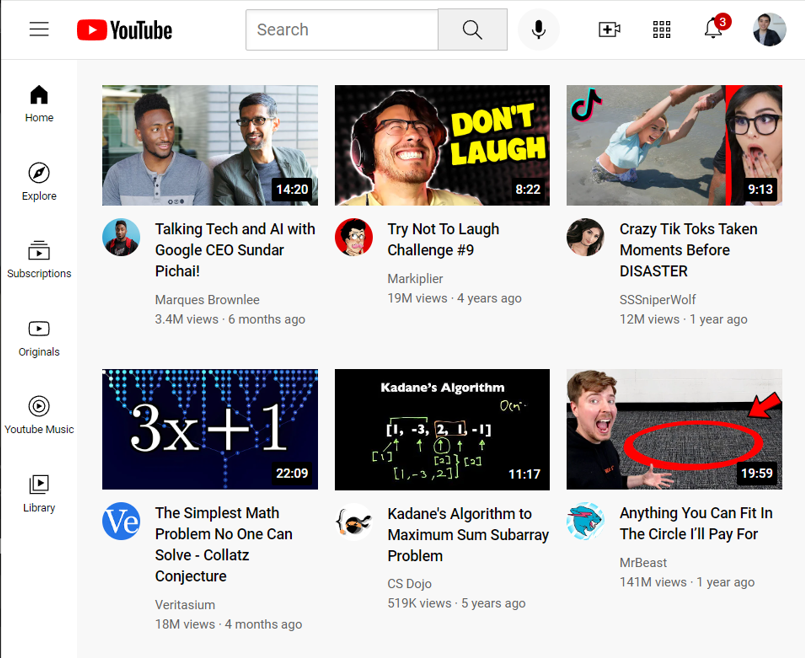 YouTube
Search
3
Home
Explore
Subscriptions
Originals
Youtube Music
Library
14:20
Talking Tech and AI with
Google CEO Sundar
Pichai!
Marques Brownlee
3.4M views · 6 months ago
DON'T
LAUGH
8:22
Try Not To Laugh
Challenge #9
Markiplier
19M views · 4 years ago
9:13
Crazy Tik Toks Taken
Moments Before
DISASTER
SSSniperWolf
12M views · 1 year ago
3x+1
22:09
Ve
The Simplest Math
Problem No One Can
Solve - Collatz
Conjecture
Veritasium
18M views · 4 months ago
Kadane's Algorithm
[1, -3, 2, 1, -1]
[1]
[2]
[2]
[1, -3, 2]
11:17
Kadane's Algorithm to
Maximum Sum Subarray
Problem
CS Dojo
519K views · 5 years ago
19:59
Anything You Can Fit In
The Circle I'll Pay For
MrBeast
141M views · 1 year ago